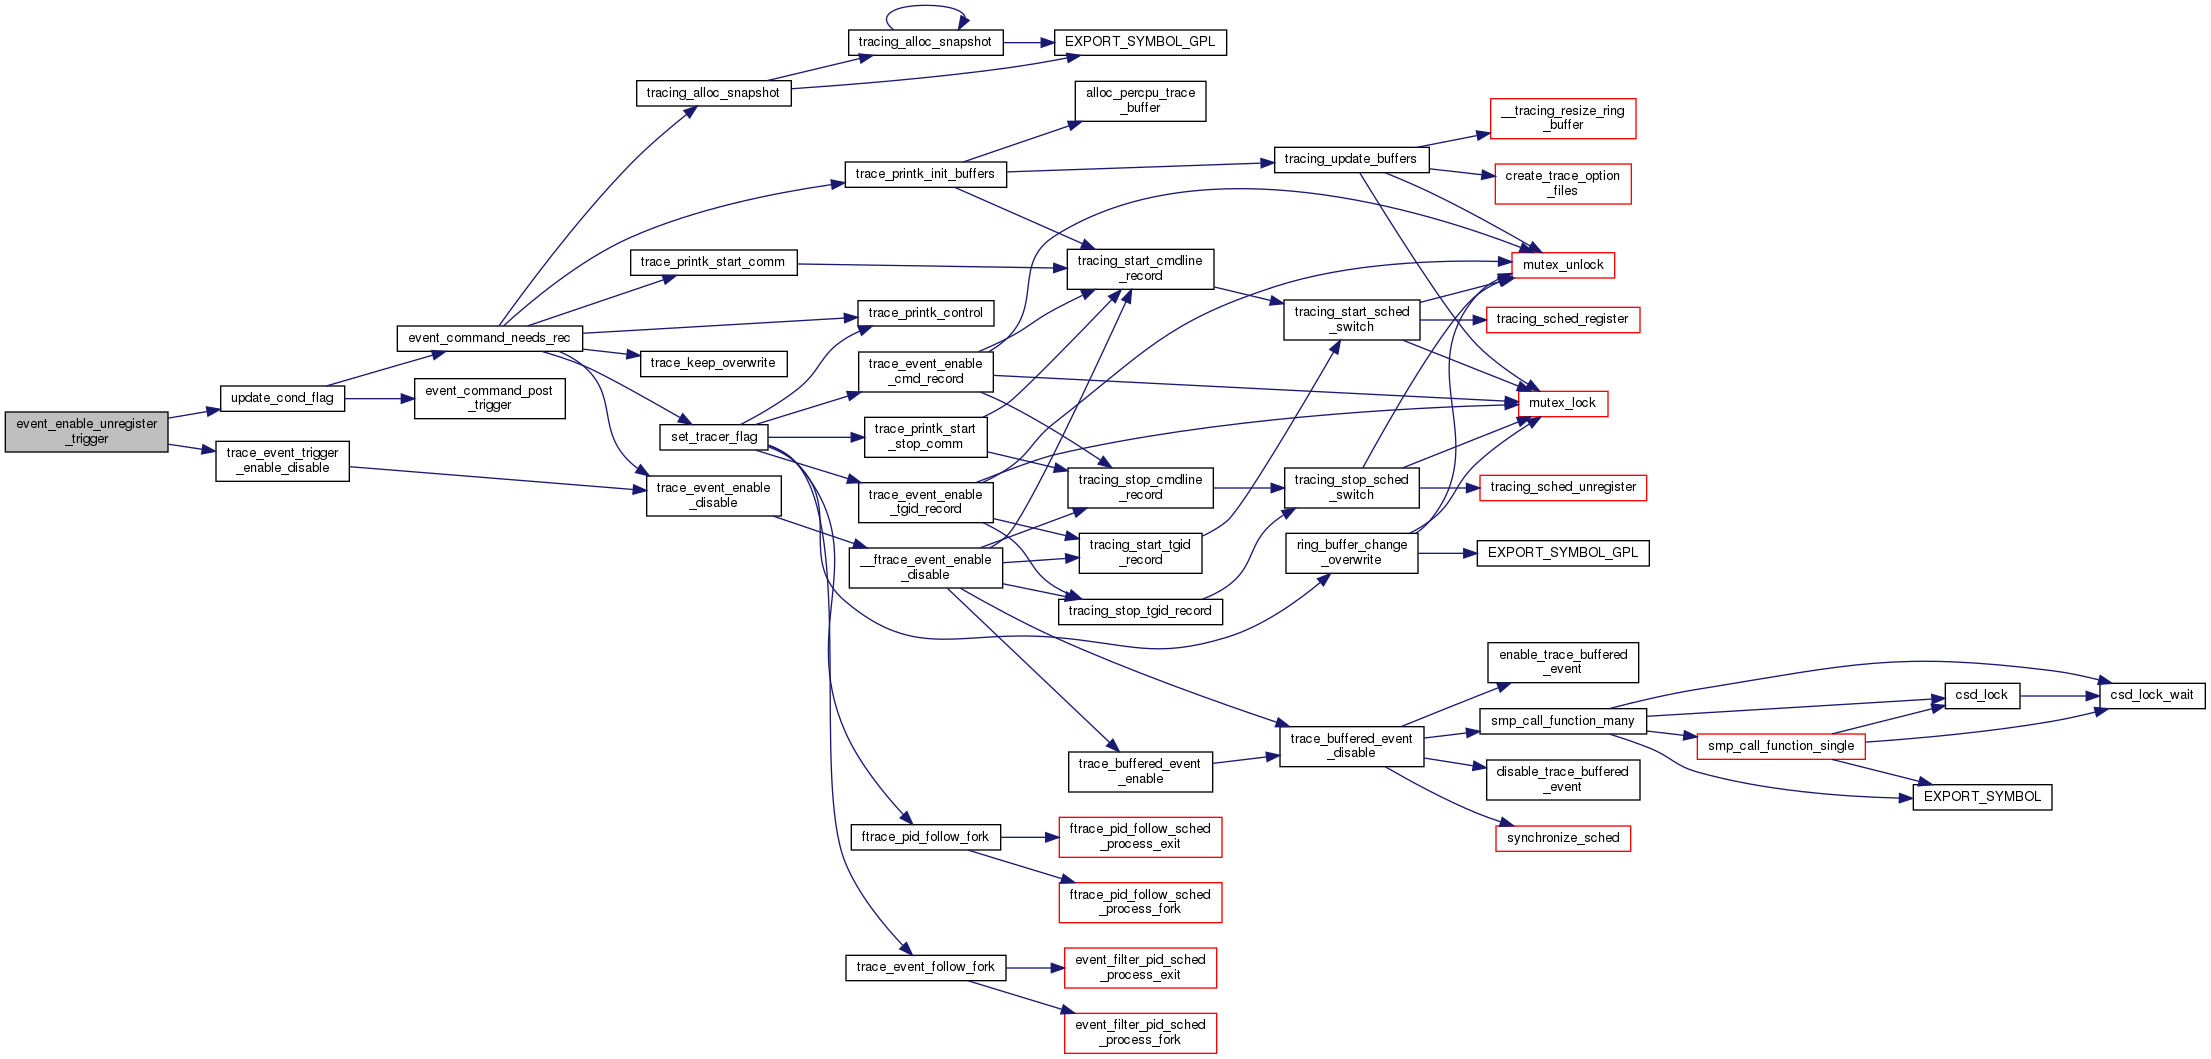 event_enable_unregister
_trigger
update_cond_flag
trace_event_trigger
_enable_disable
event_command_needs_rec
event_command_post
_trigger
tracing_alloc_snapshot
trace_printk_start_comm
trace_keep_overwrite
set_tracer_flag
trace_event_enable
_disable
tracing_alloc_snapshot
trace_printk_init_buffers
trace_printk_control
trace_event_enable
_cmd_record
trace_printk_start
_stop_comm
trace_event_enable
_tgid_record
__ftrace_event_enable
_disable
ftrace_pid_follow_fork
trace_event_follow_fork
EXPORT_SYMBOL_GPL
alloc_percpu_trace
_buffer
tracing_start_cmdline
_record
tracing_stop_cmdline
_record
tracing_start_tgid
_record
tracing_stop_tgid_record
trace_buffered_event
_enable
ftrace_pid_follow_sched
_process_exit
ftrace_pid_follow_sched
_process_fork
event_filter_pid_sched
_process_exit
event_filter_pid_sched
_process_fork
tracing_update_buffers
tracing_start_sched
_switch
tracing_stop_sched
_switch
ring_buffer_change
_overwrite
trace_buffered_event
_disable
__tracing_resize_ring
_buffer
create_trace_option
_files
mutex_unlock
tracing_sched_register
mutex_lock
tracing_sched_unregister
EXPORT_SYMBOL_GPL
enable_trace_buffered
_event
smp_call_function_many
disable_trace_buffered
_event
synchronize_sched
smp_call_function_single
csd_lock
EXPORT_SYMBOL
csd_lock_wait